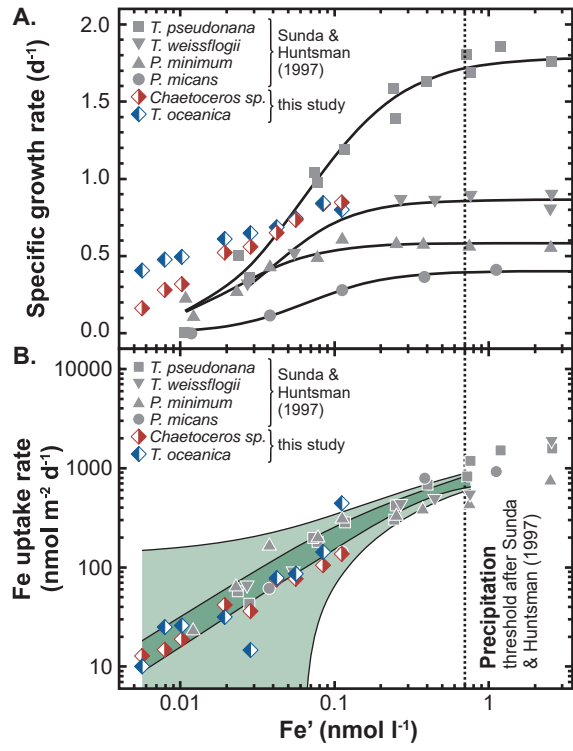 A.
Specific growth rate (d-1)
2.0
1.5
1.0
0.5
0.0
T. pseudonana
T. weissflogii
P. minimum
P. micans
Sunda &
Huntsman
(1997)
Chaetoceros sp.
T. oceanica
this study
B.
Fe uptake rate
(nmol m-2 d-1)
10000
1000
100
10
T. pseudonana
T. weissflogii
P. minimum
P. micans
Sunda &
Huntsman
(1997)
Chaetoceros sp.
T. oceanica
this study
Precipitation
threshold after Sunda
& Huntsman (1997)
0.01
0.1
1
Fe' (nmol l-1)